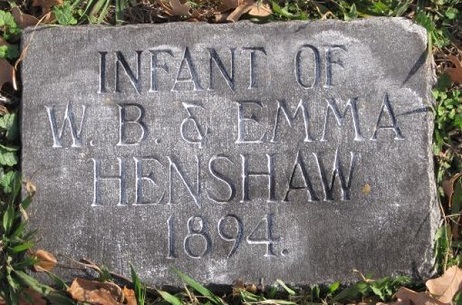 INFANT OF
W. B. & EMMA
HENSHAW
1894.